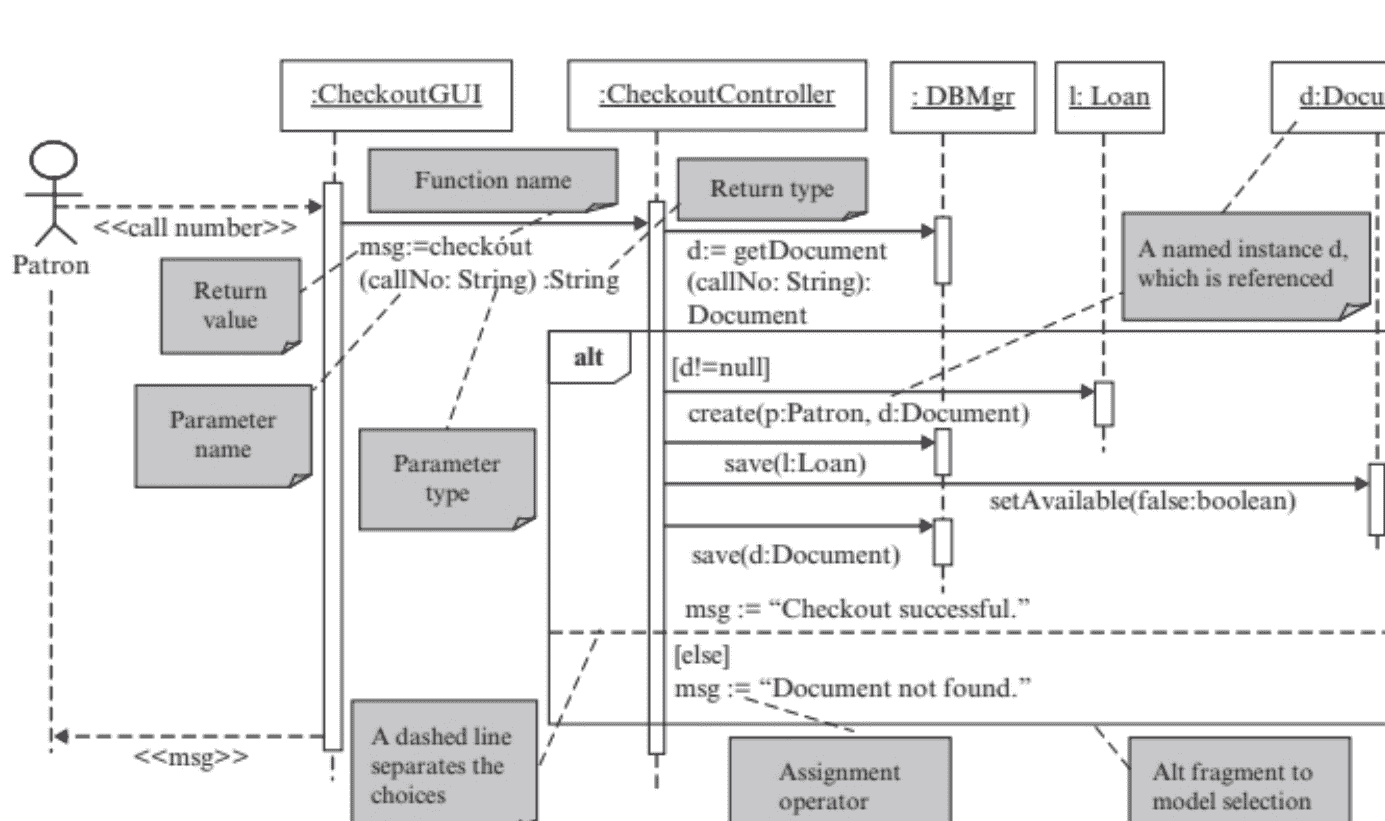 :CheckoutGUI
:CheckoutController
: DBMgr
l: Loan
d:Docu
Function name
Return type
<<call number>>
Patron
msg:=checkout
(callNo: String) :String
d:= getDocument
(callNo: String):
Document
A named instance d,
which is referenced
Return
value
alt
[d!=null]
create(p:Patron, d:Document)
Parameter
name
Parameter
type
save(l:Loan)
setAvailable(false:boolean)
save(d:Document)
msg := “Checkout successful.”
[else]
msg := “Document not found.”
<<msg>>
A dashed line
separates the
choices
Assignment
operator
Alt fragment to
model selection